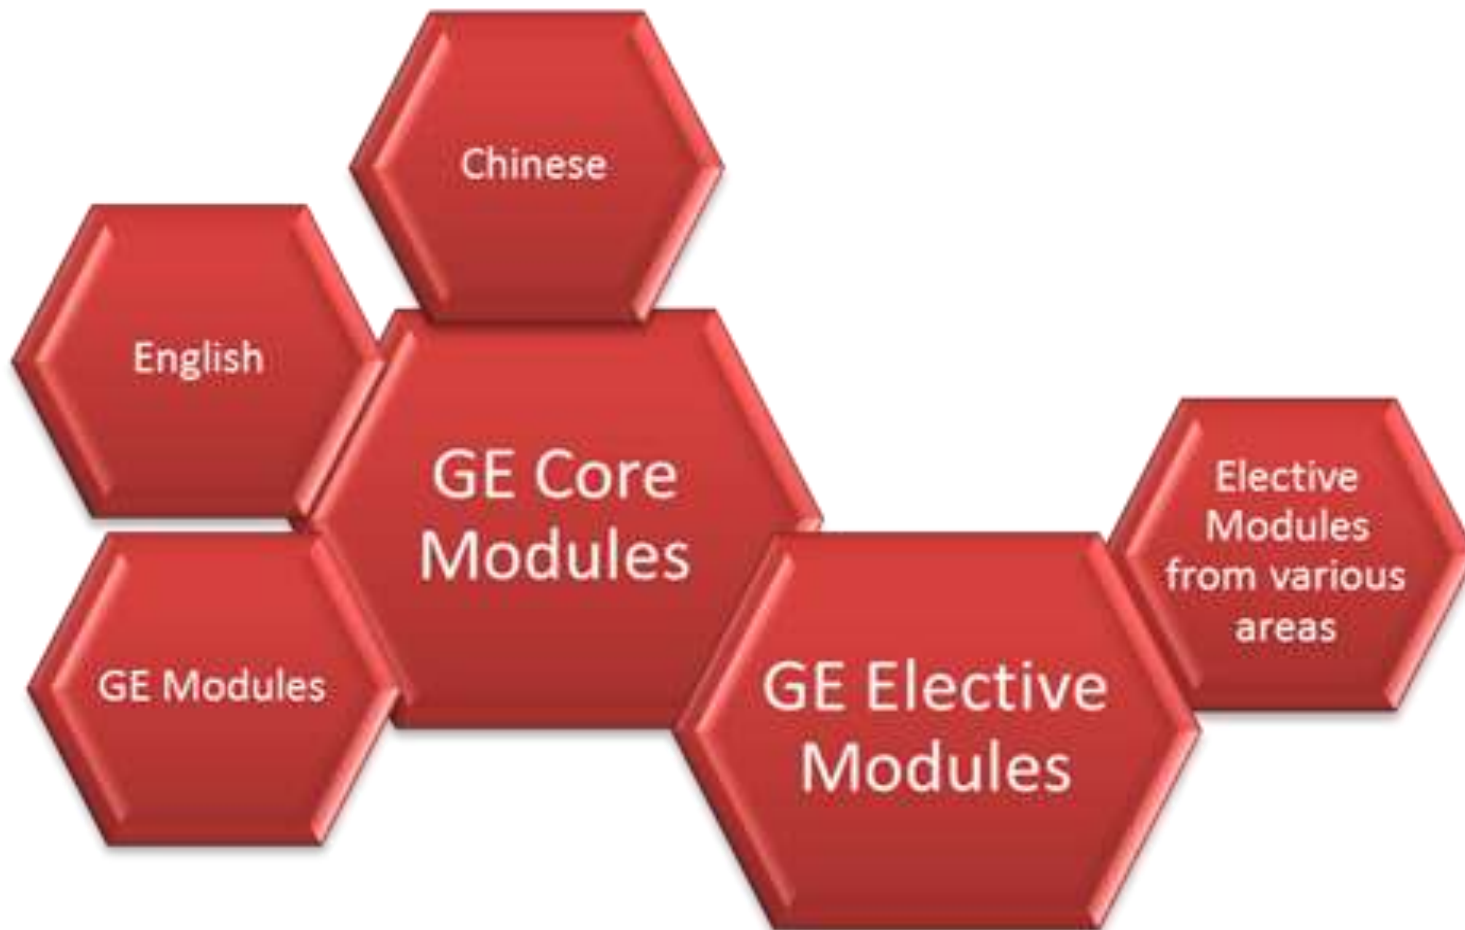 Chinese
English
GE Core
Modules
GE Modules
GE Elective
Modules
Elective
Modules
from various
areas